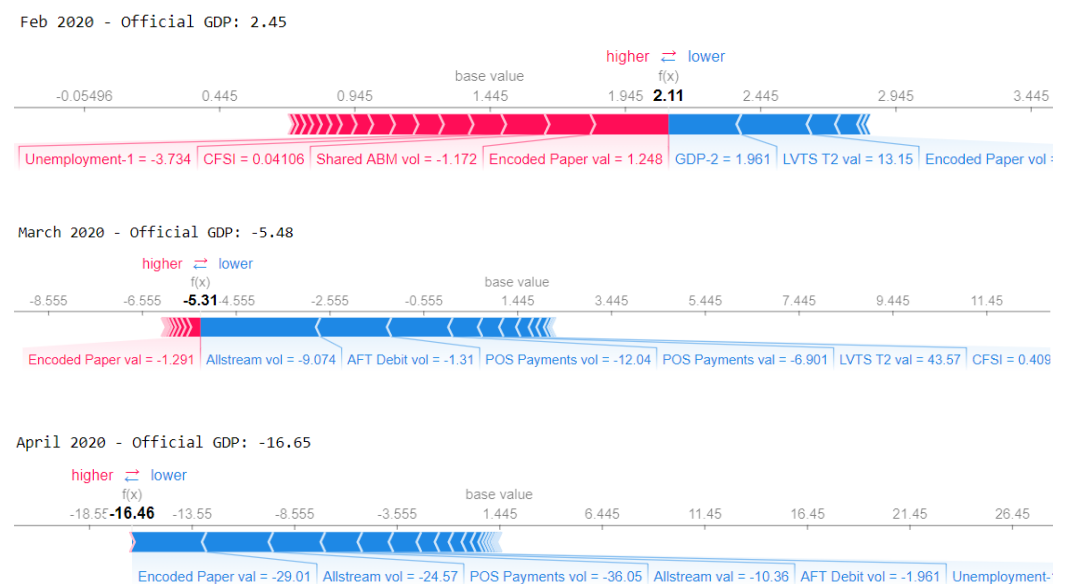 Feb 2020 - Official GDP: 2.45
higher ⇄ lower
base value f(x)
-0.05496 0.445 0.945 1.445 1.945 2.11 2.445 2.945 3.445
Unemployment-1 = -3.734 CFSI = 0.04106 Shared ABM vol = -1.172 Encoded Paper val = 1.248 GDP-2 = 1.961 LVTS T2 val = 13.15 Encoded Paper vol =
March 2020 - Official GDP: -5.48
higher ⇄ lower
f(x) base value
-8.555 -6.555 -5.31 -4.555 -2.555 -0.555 1.445 3.445 5.445 7.445 9.445 11.45
Encoded Paper val = -1.291 Allstream vol = -9.074 AFT Debit vol = -1.31 POS Payments vol = -12.04 POS Payments val = -6.901 LVTS T2 val = 43.57 CFSI = 0.409
April 2020 - Official GDP: -16.65
higher ⇄ lower
f(x) base value
-18.55 -16.46 -13.55 -8.555 -3.555 1.445 6.445 11.45 16.45 21.45 26.45
Encoded Paper val = -29.01 Allstream vol = -24.57 POS Payments vol = -36.05 Allstream val = -10.36 AFT Debit vol = -1.961 Unemployment-